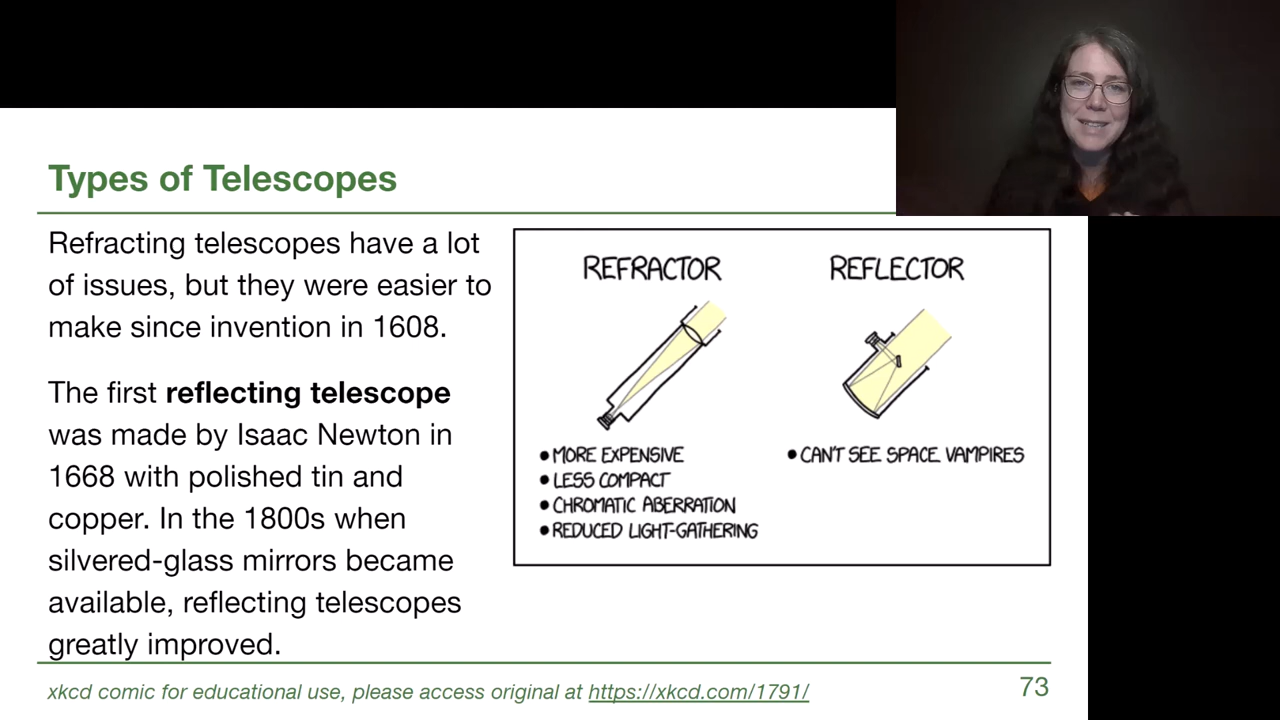 Types of Telescopes
Refracting telescopes have a lot
of issues, but they were easier to
make since invention in 1608.
The first reflecting telescope
was made by Isaac Newton in
1668 with polished tin and
copper. In the 1800s when
silvered-glass mirrors became
available, reflecting telescopes
greatly improved.
REFRACTOR
• MORE EXPENSIVE
• LESS COMPACT
• CHROMATIC ABERRATION
• REDUCED LIGHT-GATHERING
REFLECTOR
• CAN'T SEE SPACE VAMPIRES
xkcd comic for educational use, please access original at https://xkcd.com/1791/
73